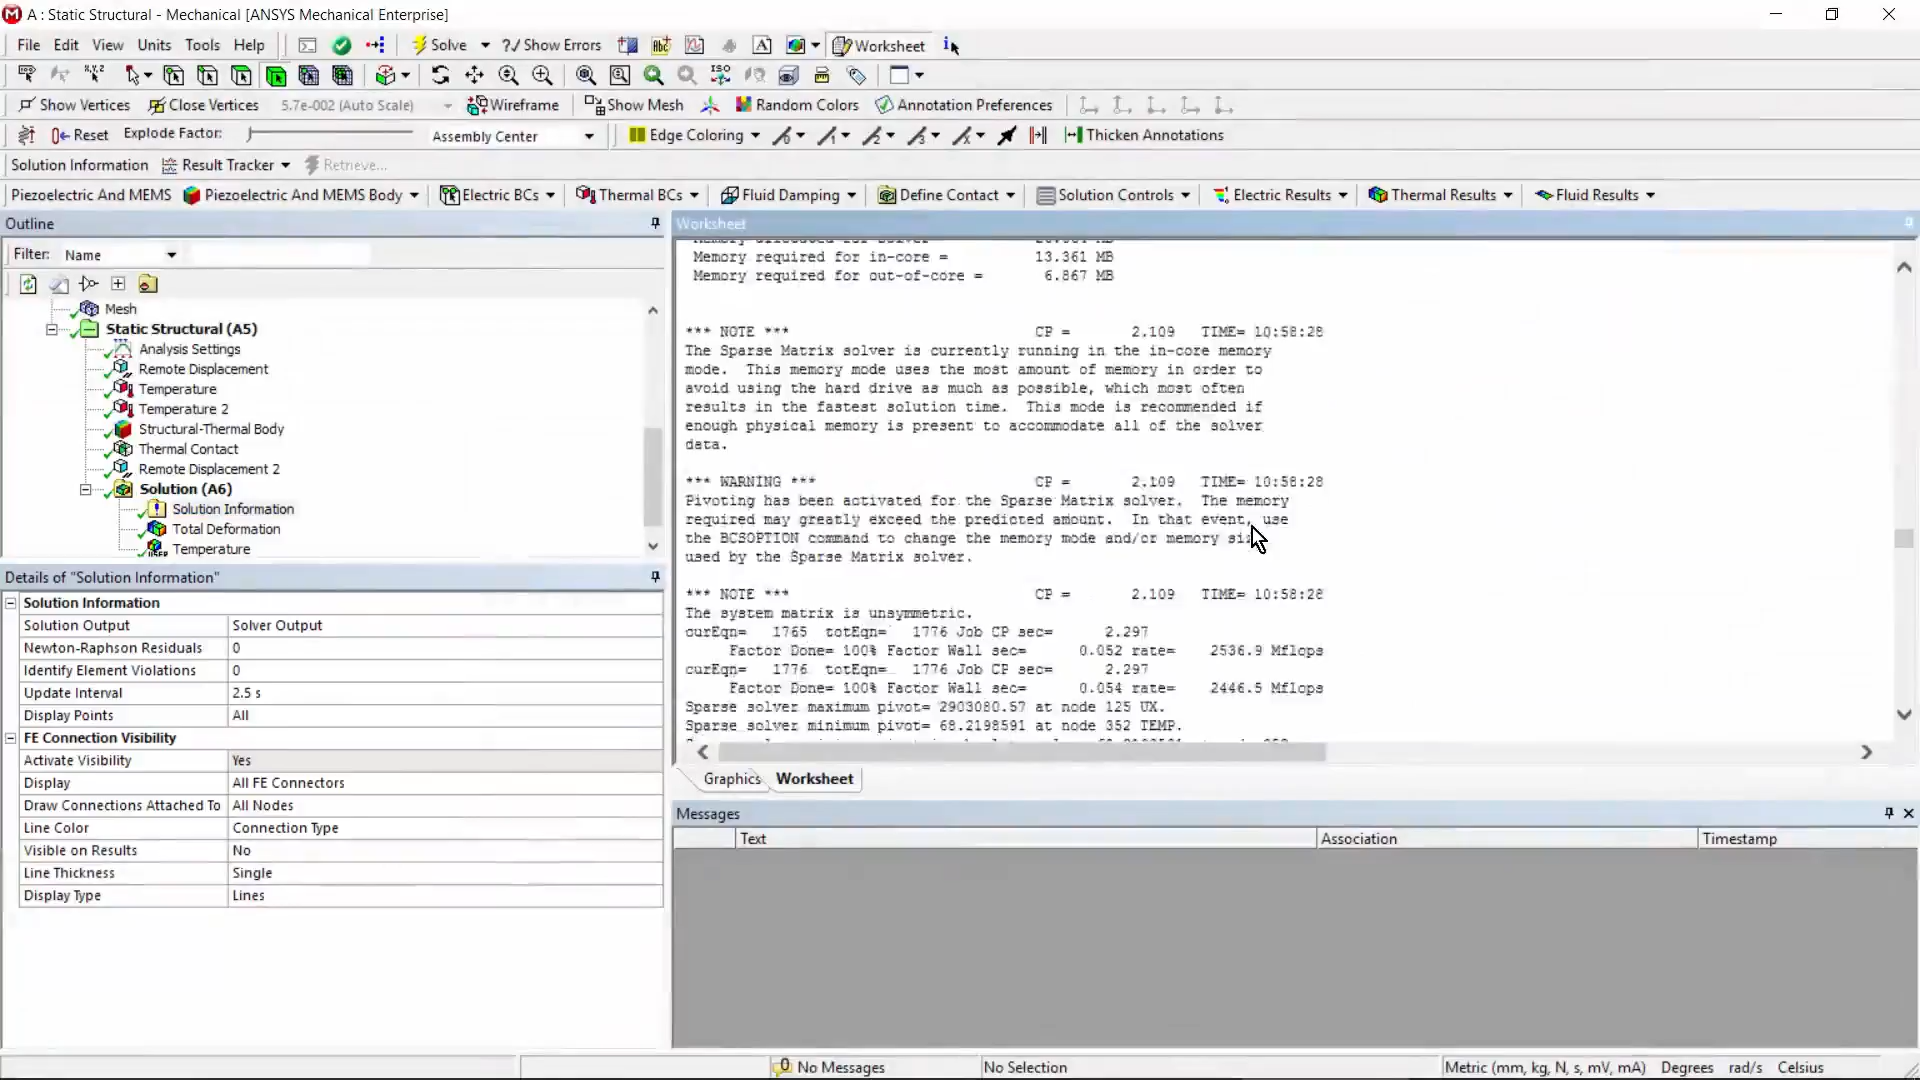 A : Static Structural - Mechanical [ANSYS Mechanical Enterprise]
File Edit View Units Tools Help Solve ?/ Show Errors Worksheet
Show Vertices Close Vertices 5.7e-002 (Auto Scale) Wireframe Show Mesh Random Colors Annotation Preferences
Reset Explode Factor: Assembly Center Edge Coloring Thicken Annotations
Solution Information Result Tracker Retrieve...
Piezoelectric And MEMS Piezoelectric And MEMS Body Electric BCs Thermal BCs Fluid Damping Define Contact Solution Controls Electric Results Thermal Results Fluid Results
Outline
Filter: Name
Mesh
Static Structural (A5)
Analysis Settings
Remote Displacement
Temperature
Temperature 2
Structural-Thermal Body
Thermal Contact
Remote Displacement 2
Solution (A6)
Solution Information
Total Deformation
Temperature
Details of "Solution Information"
Solution Information
Solution Output Solver Output
Newton-Raphson Residuals 0
Identify Element Violations 0
Update Interval 2.5 s
Display Points All
FE Connection Visibility
Activate Visibility Yes
Display All FE Connectors
Draw Connections Attached To All Nodes
Line Color Connection Type
Visible on Results No
Line Thickness Single
Display Type Lines
Worksheet
Memory required for in-core = 13.361 MB
Memory required for out-of-core = 6.867 MB
*** NOTE *** CP = 2.109 TIME= 10:58:28
The Sparse Matrix solver is currently running in the in-core memory
mode. This memory mode uses the most amount of memory in order to
avoid using the hard drive as much as possible, which most often
results in the fastest solution time. This mode is recommended if
enough physical memory is present to accommodate all of the solver
data.
*** WARNING *** CP = 2.109 TIME= 10:58:28
Pivoting has been activated for the Sparse Matrix solver. The memory
required may greatly exceed the predicted amount. In that event, use
the BCSOPTION command to change the memory mode and/or memory
used by the Sparse Matrix solver.
*** NOTE *** CP = 2.109 TIME= 10:58:28
The system matrix is unsymmetric.
curEqn= 1765 totEqn= 1776 Job CP sec= 2.297
Factor Done= 100% Factor Wall sec= 0.052 rate= 2536.9 Mflops
curEqn= 1776 totEqn= 1776 Job CP sec= 2.297
Factor Done= 100% Factor Wall sec= 0.054 rate= 2446.5 Mflops
Sparse solver maximum pivot= 2903080.57 at node 125 UX.
Sparse solver minimum pivot= 68.2198591 at node 352 TEMP.
Graphics Worksheet
Messages
Text Association Timestamp
No Messages No Selection Metric (mm, kg, N, s, mV, mA) Degrees rad/s Celsius